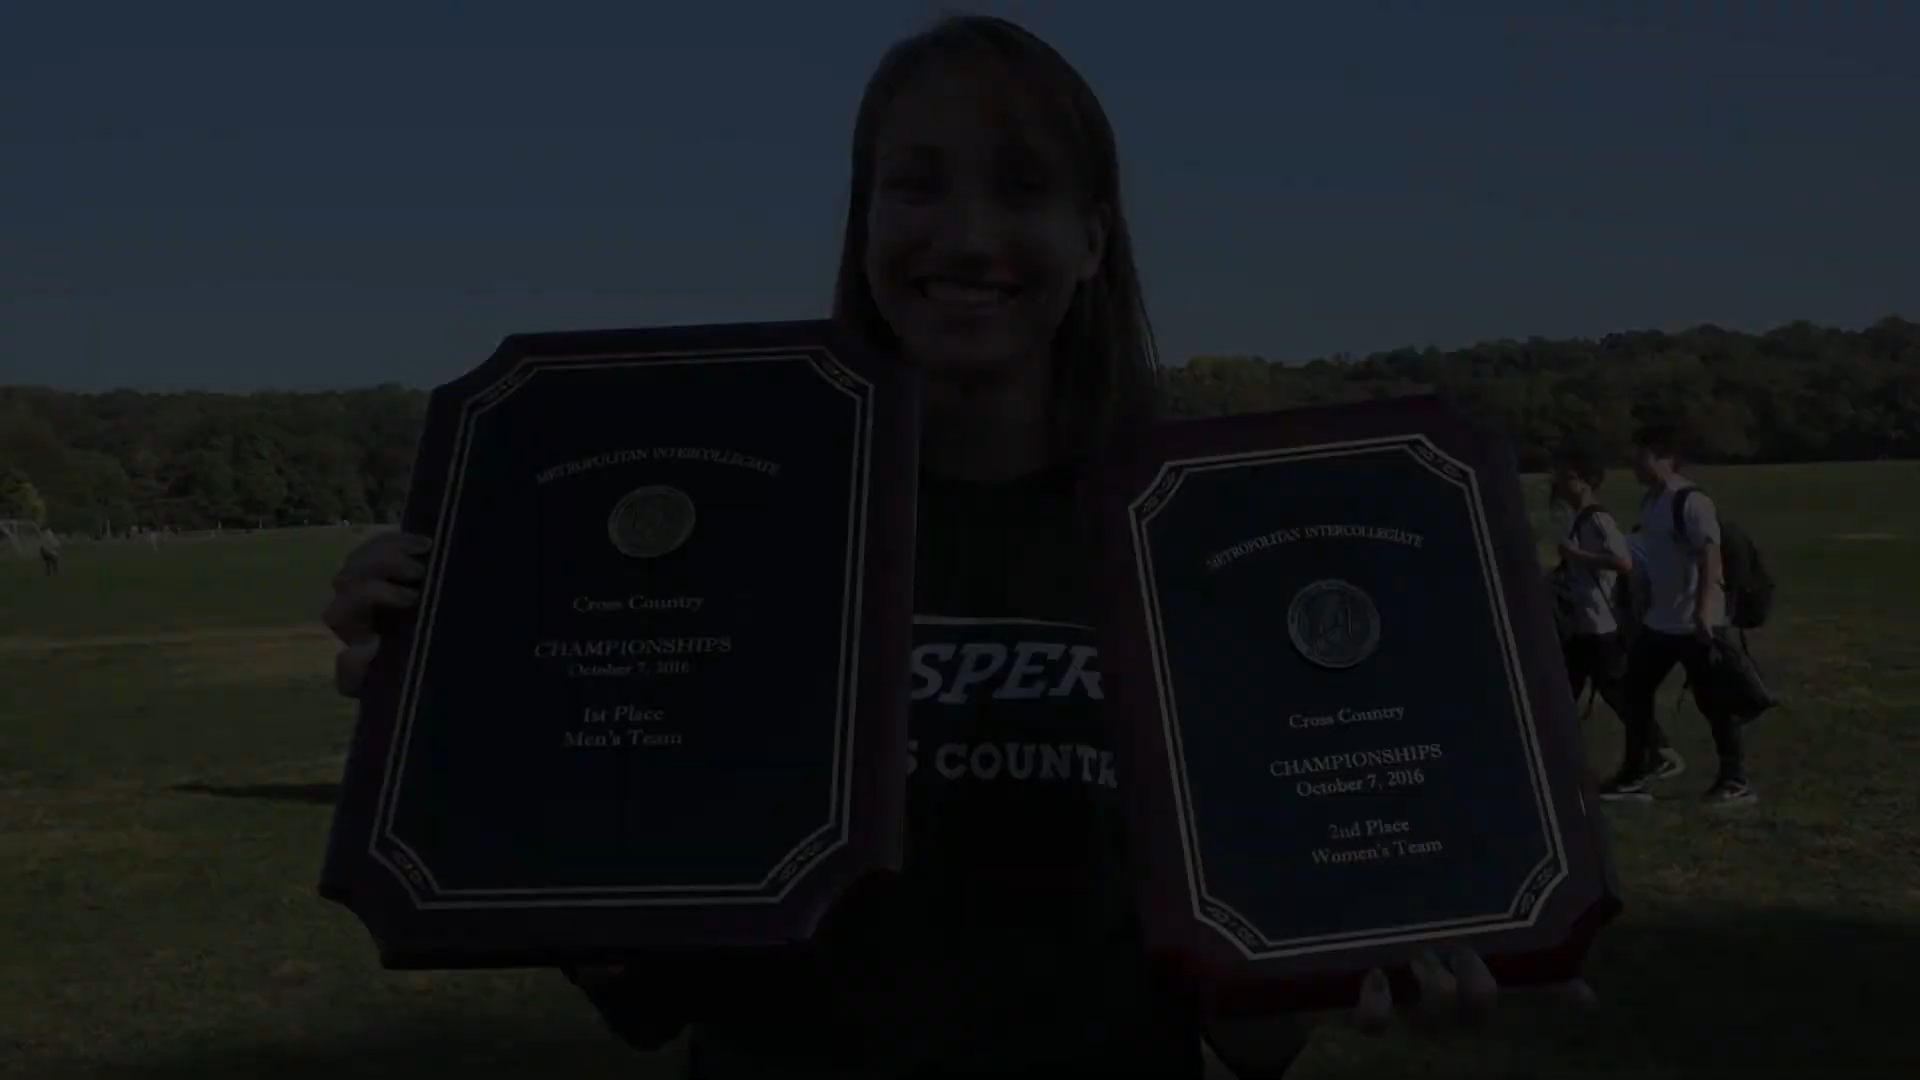 METROPOLITAN INTERCOLLEGIATE
Cross Country
CHAMPIONSHIPS
October 7, 2016
1st Place
Men's Team
SPER
S COUNTR
METROPOLITAN INTERCOLLEGIATE
Cross Country
CHAMPIONSHIPS
October 7, 2016
2nd Place
Women's Team